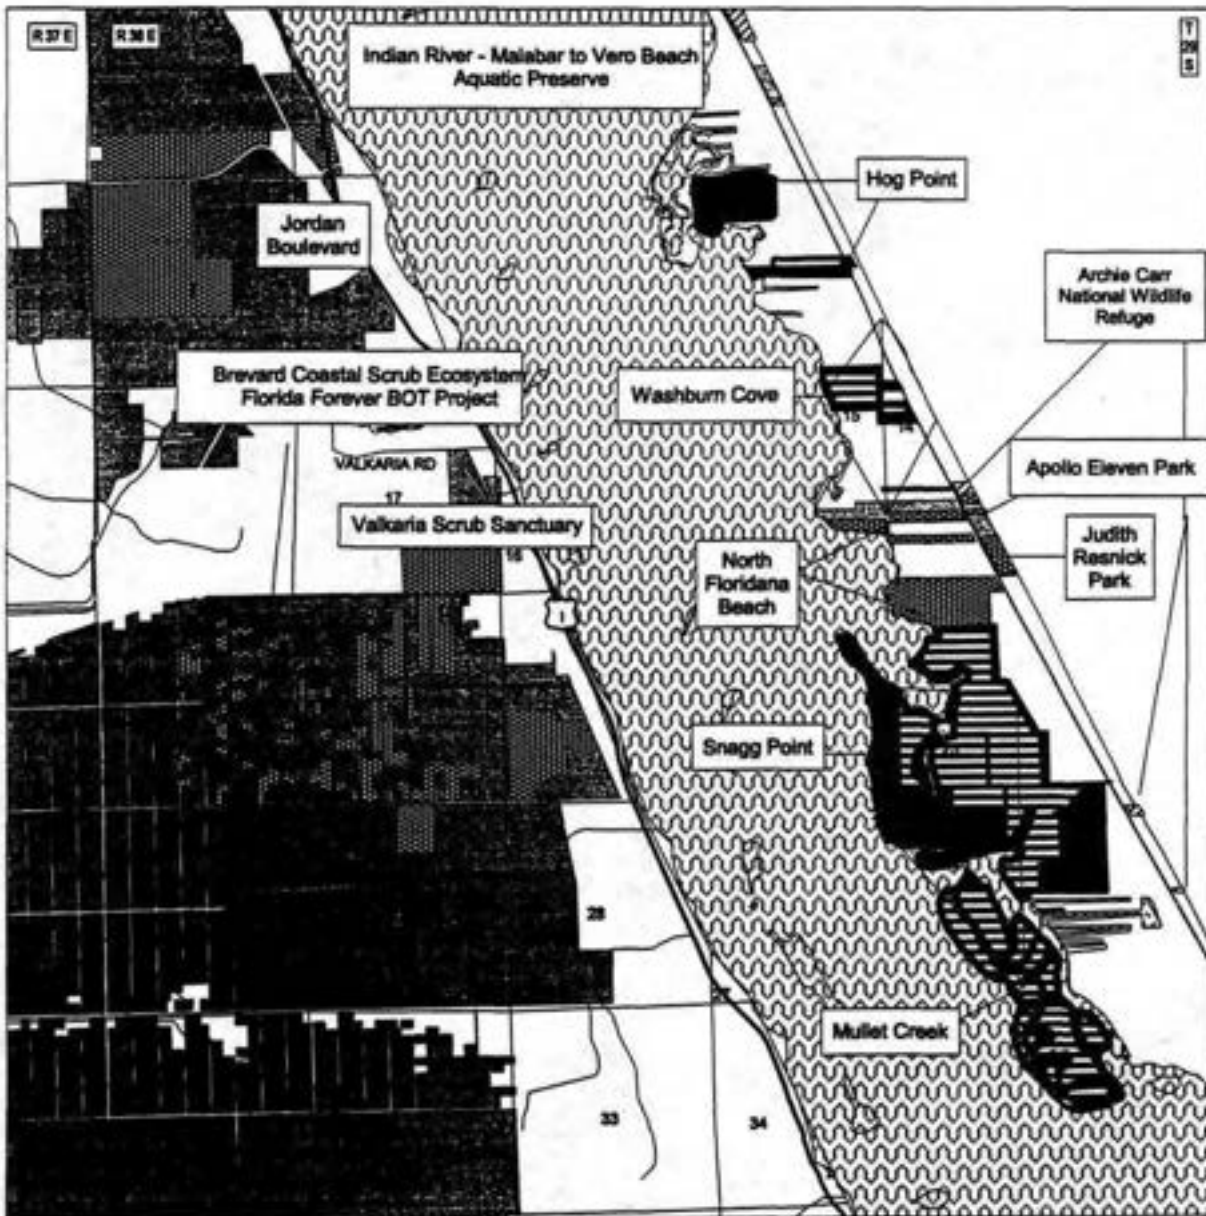 R 37 E
R 38 E
T
29
S
Indian River - Malabar to Vero Beach
Aquatic Preserve
Hog Point
Jordan
Boulevard
Archie Carr
National Wildlife
Refuge
Brevard Coastal Scrub Ecosystem
Florida Forever BOT Project
Washburn Cove
15
14
VALKARIA RD
Apollo Eleven Park
17
Valkaria Scrub Sanctuary
16
North
Floridana
Beach
Judith
Resnick
Park
1
Snagg Point
28
Mullet Creek
33
34